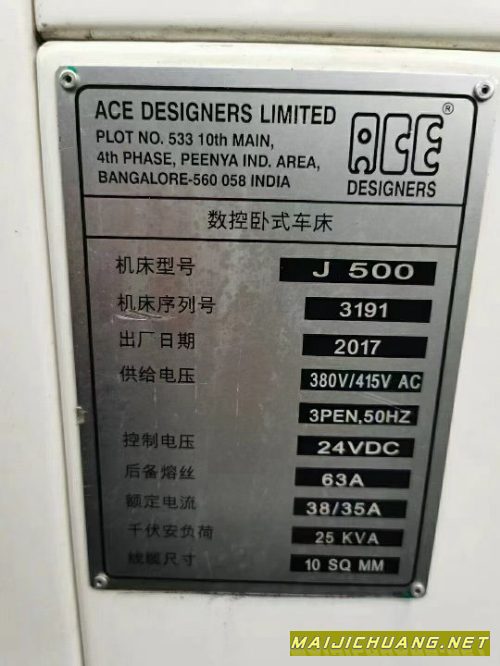 ACE DESIGNERS LIMITED
PLOT NO. 533 10th MAIN,
4th PHASE, PEENYA IND. AREA,
BANGALORE-560 058 INDIA
ACE ®
DESIGNERS
数控卧式车床
机床型号 J 500
机床序列号 3191
出厂日期 2017
供给电压 380V/415V AC
3PEN,50HZ
控制电压 24VDC
后备熔丝 63A
额定电流 38/35A
千伏安负荷 25 KVA
线缆尺寸 10 SQ MM
MAIJICHUANG.NET